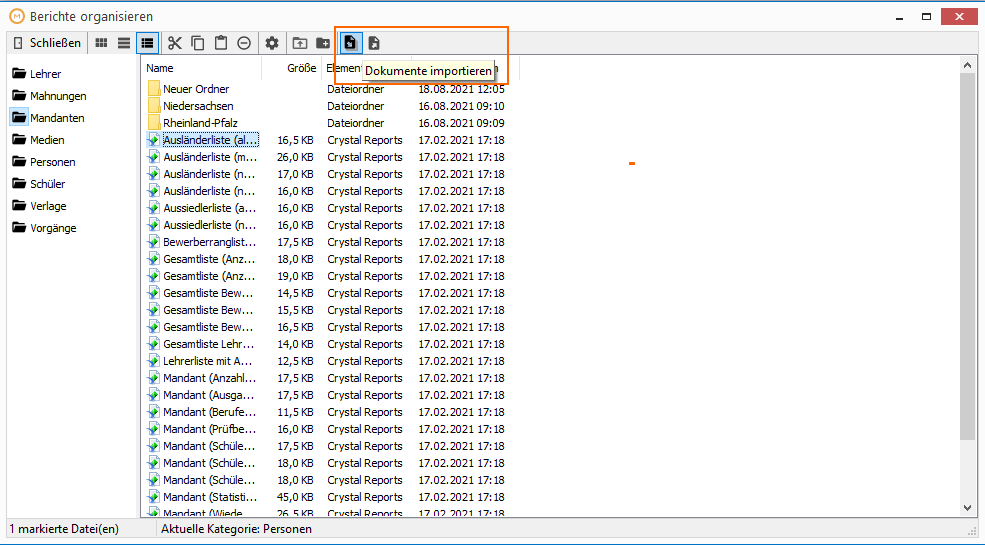 Berichte organisieren
Schließen
Dokumente importieren
Lehrer
Mahnungen
Mandanten
Medien
Personen
Schüler
Verlage
Vorgänge
Name Größe Element
Neuer Ordner Dateiordner 18.08.2021 12:05
Niedersachsen Dateiordner 16.08.2021 09:10
Rheinland-Pfalz Dateiordner 16.08.2021 09:09
Ausländerliste (al... 16,5 KB Crystal Reports 17.02.2021 17:18
Ausländerliste (m... 26,0 KB Crystal Reports 17.02.2021 17:18
Ausländerliste (n... 17,0 KB Crystal Reports 17.02.2021 17:18
Ausländerliste (n... 16,0 KB Crystal Reports 17.02.2021 17:18
Aussiedlerliste (a... 16,0 KB Crystal Reports 17.02.2021 17:18
Aussiedlerliste (n... 16,0 KB Crystal Reports 17.02.2021 17:18
Bewerberranglist... 17,5 KB Crystal Reports 17.02.2021 17:18
Gesamtliste (Anz... 18,0 KB Crystal Reports 17.02.2021 17:18
Gesamtliste (Anz... 19,0 KB Crystal Reports 17.02.2021 17:18
Gesamtliste Bew... 14,5 KB Crystal Reports 17.02.2021 17:18
Gesamtliste Bew... 15,5 KB Crystal Reports 17.02.2021 17:18
Gesamtliste Bew... 16,5 KB Crystal Reports 17.02.2021 17:18
Gesamtliste Lehr... 14,0 KB Crystal Reports 17.02.2021 17:18
Lehrerliste mit A... 12,5 KB Crystal Reports 17.02.2021 17:18
Mandant (Anzahl... 17,5 KB Crystal Reports 17.02.2021 17:18
Mandant (Ausga... 17,5 KB Crystal Reports 17.02.2021 17:18
Mandant (Berufe... 11,5 KB Crystal Reports 17.02.2021 17:18
Mandant (Prüfbe... 16,0 KB Crystal Reports 17.02.2021 17:18
Mandant (Schüle... 17,5 KB Crystal Reports 17.02.2021 17:18
Mandant (Schüle... 18,0 KB Crystal Reports 17.02.2021 17:18
Mandant (Schüle... 18,0 KB Crystal Reports 17.02.2021 17:18
Mandant (Statisti... 45,0 KB Crystal Reports 17.02.2021 17:18
Mandant (Wiede... 26,5 KB Crystal Reports 17.02.2021 17:18
1 markierte Datei(en) Aktuelle Kategorie: Personen